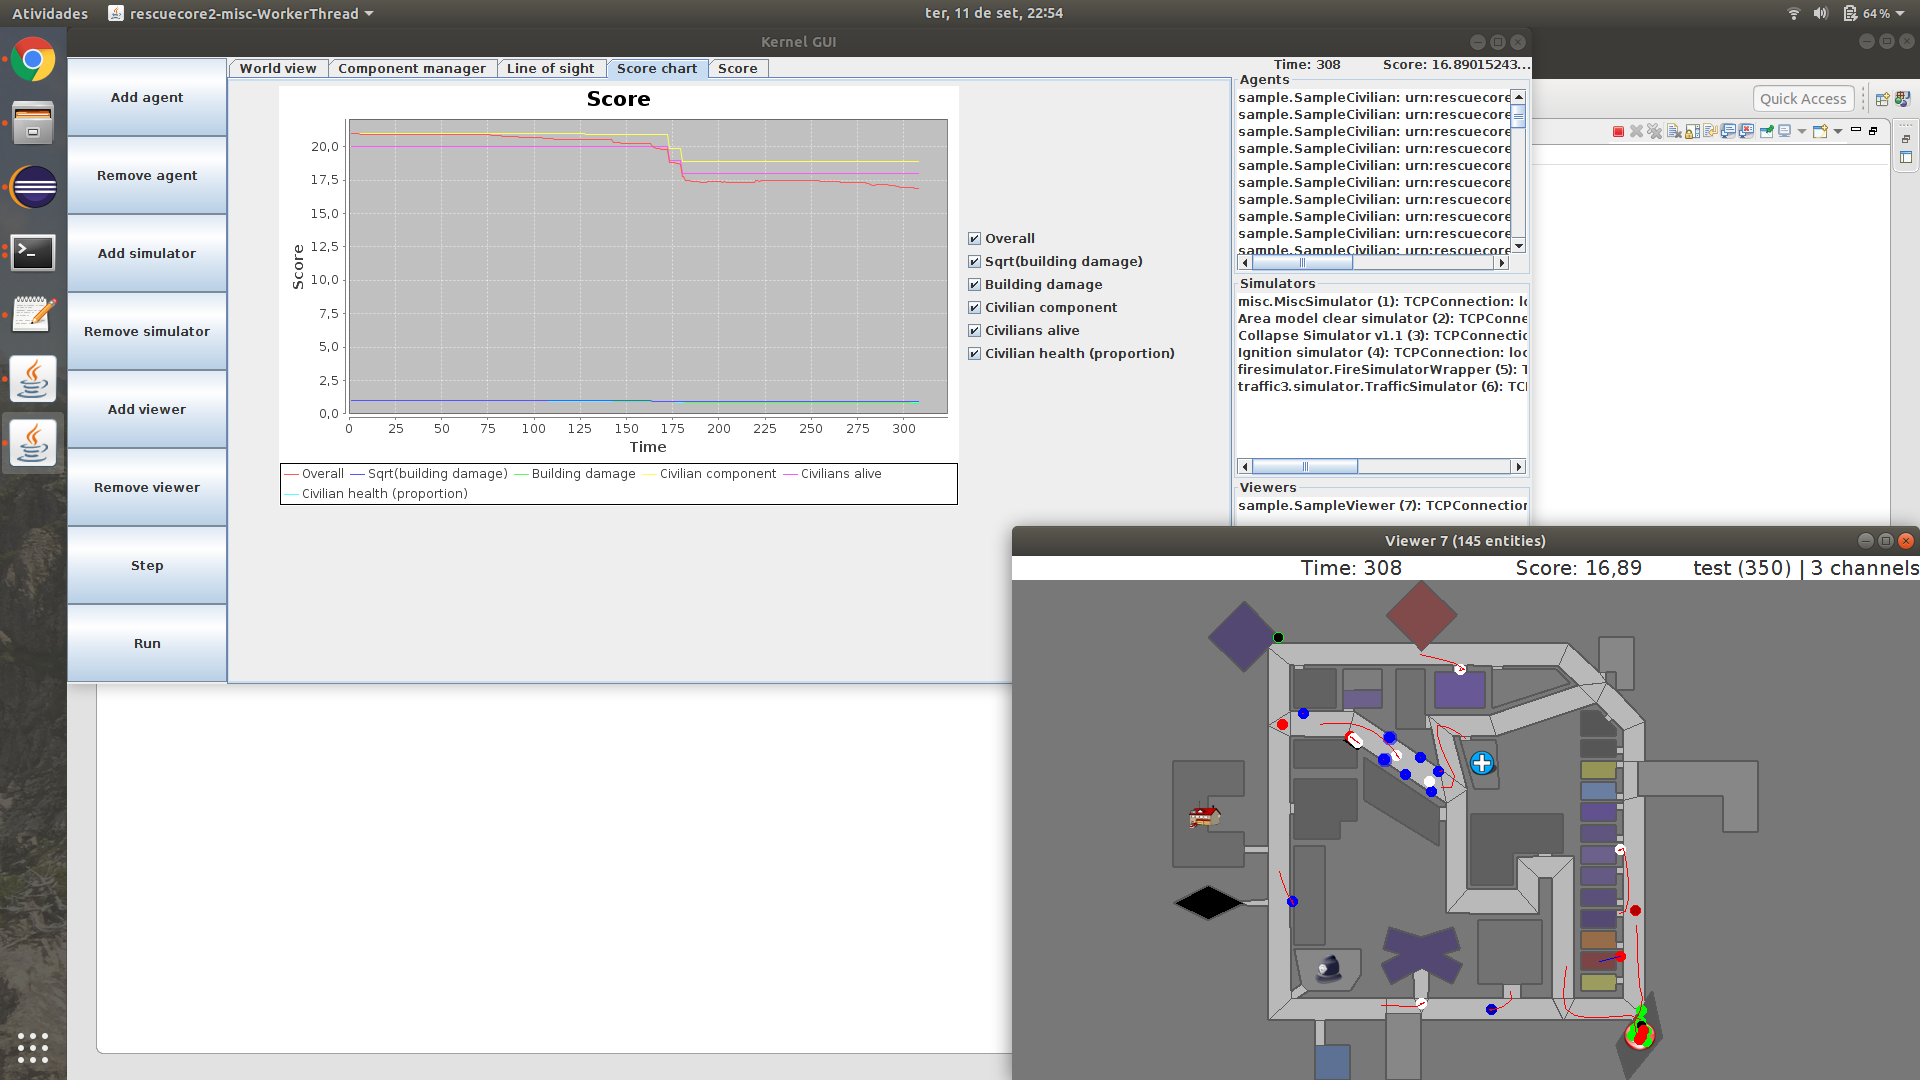 Atividades
rescuecore2-misc-WorkerThread
ter, 11 de set, 22:54
64 %
Kernel GUI
Add agent
Remove agent
Add simulator
Remove simulator
Add viewer
Remove viewer
Step
Run
World view
Component manager
Line of sight
Score chart
Score
Time: 308
Score: 16.89015243...
Score
Score
20,0
17,5
15,0
12,5
10,0
7,5
5,0
2,5
0,0
0 25 50 75 100 125 150 175 200 225 250 275 300
Time
Overall Sqrt(building damage) Building damage Civilian component Civilians alive
Civilian health (proportion)
Overall
Sqrt(building damage)
Building damage
Civilian component
Civilians alive
Civilian health (proportion)
Agents
sample.SampleCivilian: urn:rescuecore
sample.SampleCivilian: urn:rescuecore
sample.SampleCivilian: urn:rescuecore
sample.SampleCivilian: urn:rescuecore
sample.SampleCivilian: urn:rescuecore
sample.SampleCivilian: urn:rescuecore
sample.SampleCivilian: urn:rescuecore
sample.SampleCivilian: urn:rescuecore
sample.SampleCivilian: urn:rescuecore
sample.SampleCivilian: urn:rescuecore
Simulators
misc.MiscSimulator (1): TCPConnection: lo
Area model clear simulator (2): TCPConne
Collapse Simulator v1.1 (3): TCPConnectio
Ignition simulator (4): TCPConnection: loc
firesimulator.FireSimulatorWrapper (5): T
traffic3.simulator.TrafficSimulator (6): TCI
Viewers
sample.SampleViewer (7): TCPConnection
Quick Access
Viewer 7 (145 entities)
Time: 308
Score: 16,89
test (350) | 3 channels